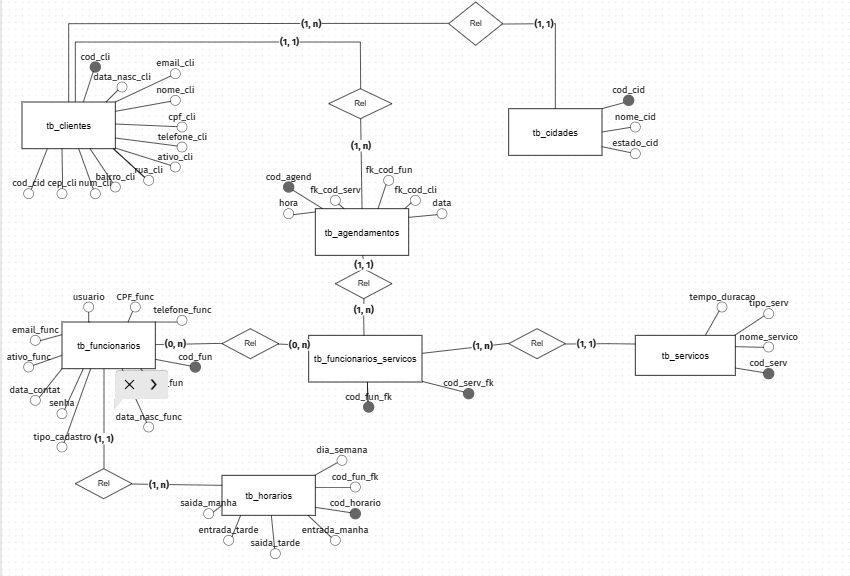 (1, n)
Rel
(1, 1)
(1, 1)
cod_cli
email_cli
data_nasc_cli
nome_cli
cpf_cli
telefone_cli
ativo_cli
rua_cli
bairro_cli
num_cli
cep_cli
cod_cid
tb_clientes
Rel
(1, n)
cod_cid
nome_cid
estado_cid
tb_cidades
cod_agend
fk_cod_fun
fk_cod_serv
fk_cod_cli
hora
data
tb_agendamentos
(1, 1)
Rel
(1, n)
usuario
CPF_func
telefone_func
email_func
tb_funcionarios
(0, n)
Rel
(0, n)
ativo_func
cod_fun
data_contat
senha
_fun
data_nasc_func
tipo_cadastro
(1, 1)
tb_funcionarios_servicos
(1, n)
Rel
(1, 1)
cod_fun_fk
cod_serv_fk
tempo_duracao
tipo_serv
nome_servico
cod_serv
tb_servicos
Rel
(1, n)
tb_horarios
dia_semana
cod_fun_fk
cod_horario
saida_manha
entrada_tarde
saida_tarde
entrada_manha